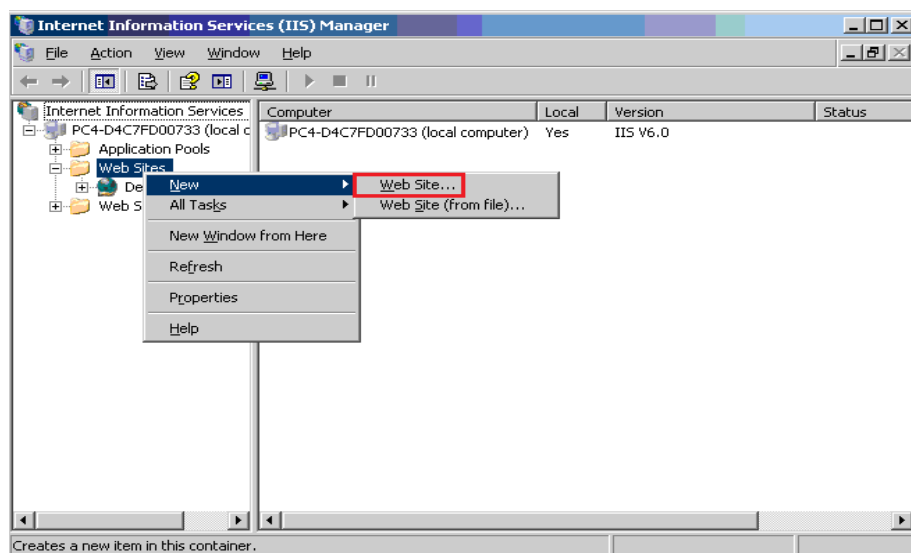 Internet Information Services (IIS) Manager
File Action View Window Help
Internet Information Services
PC4-D4C7FD00733 (local c
Application Pools
Web Sites
De
Web S
Computer Local Version Status
PC4-D4C7FD00733 (local computer) Yes IIS V6.0
New
All Tasks
New Window from Here
Refresh
Properties
Help
Web Site...
Web Site (from file)...
Creates a new item in this container.